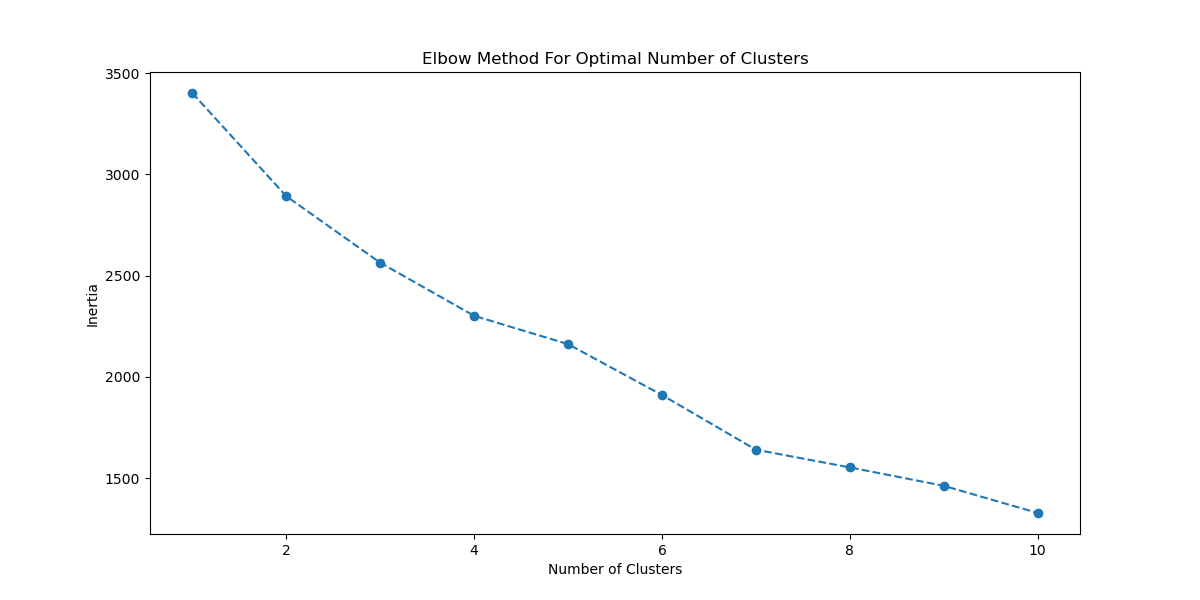 Elbow Method For Optimal Number of Clusters
3500
3000
2500
2000
1500
Inertia
2 4 6 8 10
Number of Clusters